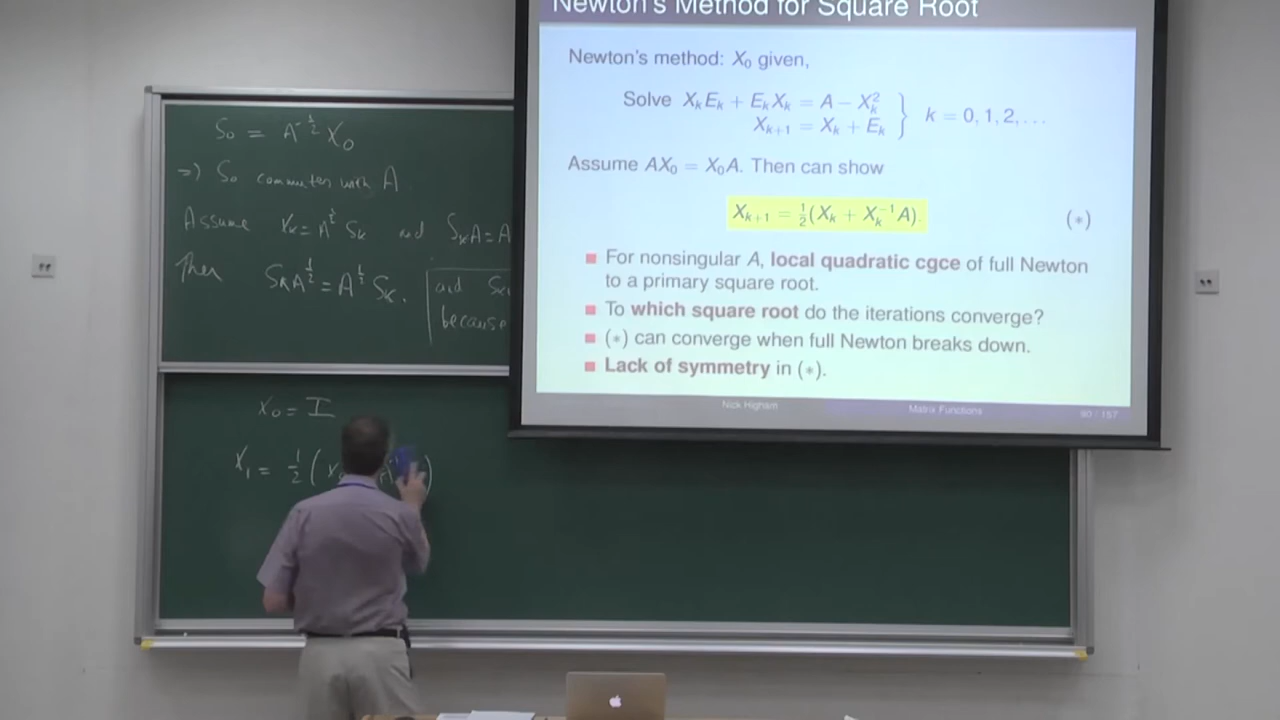 Newton's Method for Square Root
Newton's method: X₀ given,
Solve XₖEₖ + EₖXₖ = A − Xₖ²
Xₖ₊₁ = Xₖ + Eₖ } k = 0, 1, 2, . . .
Assume AX₀ = X₀A. Then can show
Xₖ₊₁ = ½(Xₖ + Xₖ⁻¹A). (∗)
For nonsingular A, local quadratic cgce of full Newton
to a primary square root.
To which square root do the iterations converge?
(∗) can converge when full Newton breaks down.
Lack of symmetry in (∗).
Nick Higham Matrix Functions 90 / 157
S₀ = A^{-1/2} X₀
⇒) S₀ commutes with A.
Assume Xₖ = A^{1/2} Sₖ and SₖA = A
Then SₖA^{1/2} = A^{1/2} Sₖ. and
because
X₀ = I
X₁ = ½ (